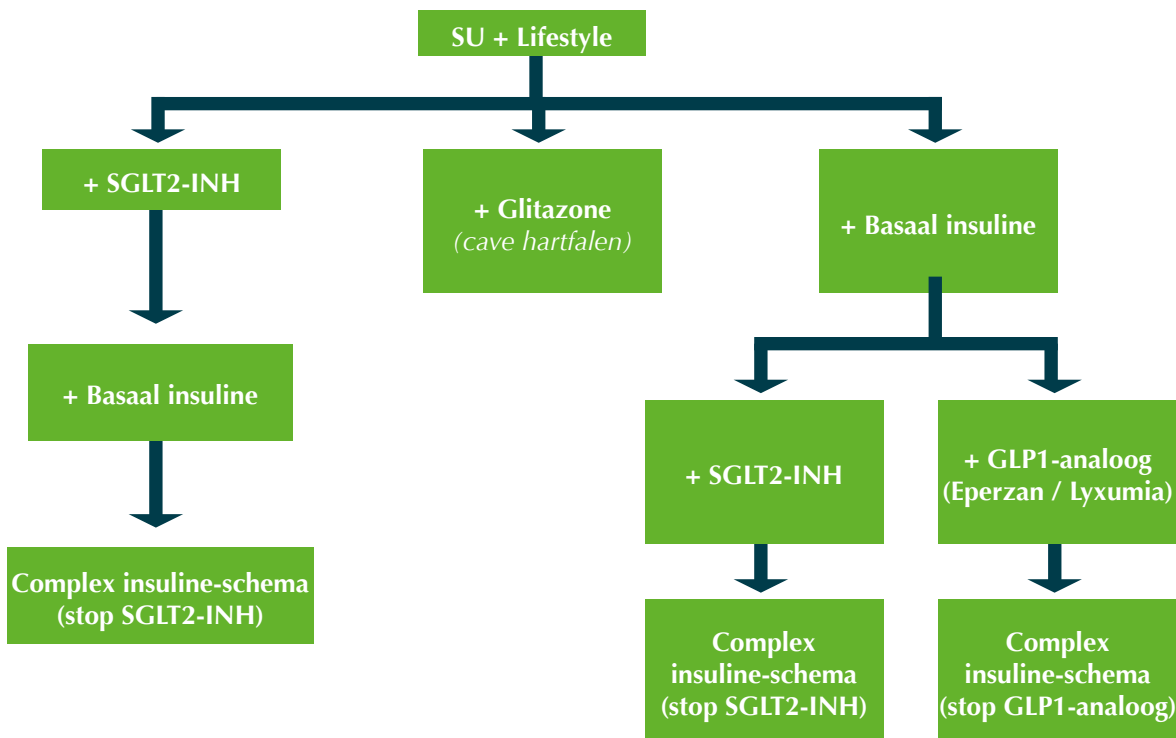 SU + Lifestyle
+ SGLT2-INH
+ Glitazone
(cave hartfalen)
+ Basaal insuline
+ Basaal insuline
+ SGLT2-INH
+ GLP1-analoog
(Eperzan / Lyxumia)
Complex insuline-schema
(stop SGLT2-INH)
Complex
insuline-schema
(stop SGLT2-INH)
Complex
insuline-schema
(stop GLP1-analoog)